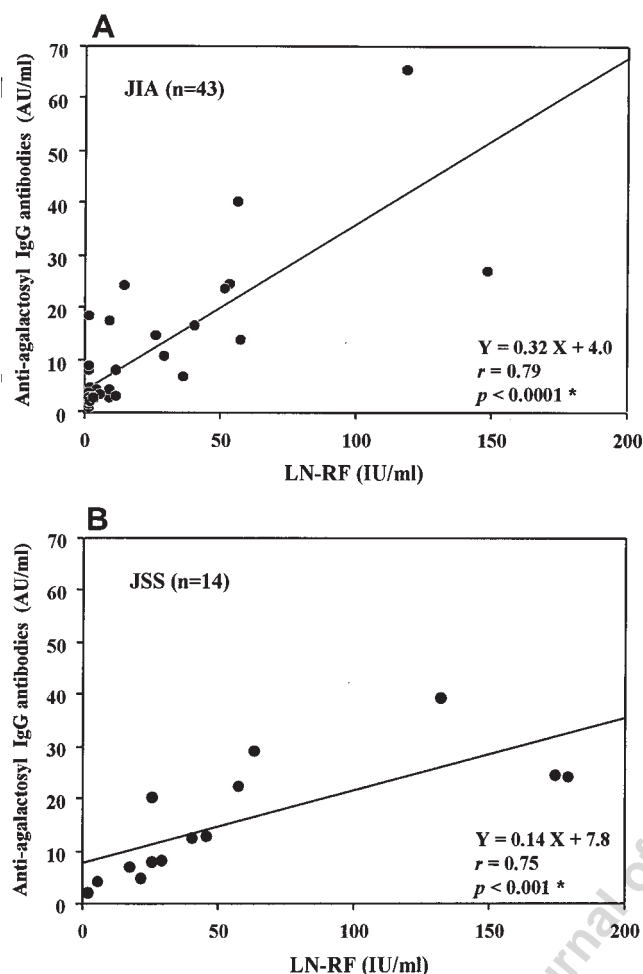 A
70
60
50
40
30
20
10
0
Anti-agalactosyl IgG antibodies (AU/ml)
JIA (n=43)
Y = 0.32 X + 4.0
r = 0.79
p < 0.0001 *
0 50 100 150 200
LN-RF (IU/ml)
B
70
60
50
40
30
20
10
0
Anti-agalactosyl IgG antibodies (AU/ml)
JSS (n=14)
Y = 0.14 X + 7.8
r = 0.75
p < 0.001 *
0 50 100 150 200
LN-RF (IU/ml)
urnal of